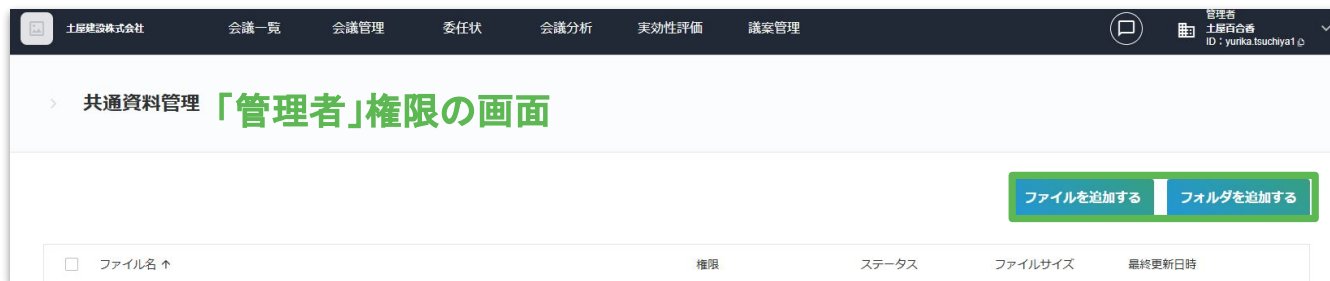 土屋建設株式会社 会議一覧 会議管理 委任状 会議分析 実効性評価 議案管理
管理者
土屋百合香
ID：yurika.tsuchiya1
共通資料管理 「管理者」権限の画面
ファイルを追加する フォルダを追加する
ファイル名 ↑ 権限 ステータス ファイルサイズ 最終更新日時